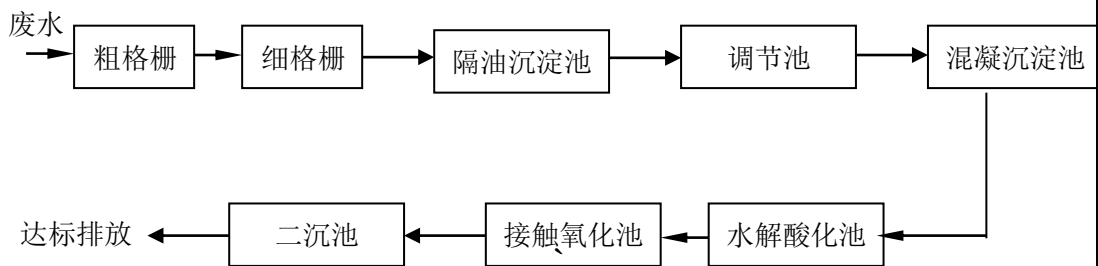 废水
粗格栅
细格栅
隔油沉淀池
调节池
混凝沉淀池
达标排放
二沉池
接触氧化池
、
水解酸化池